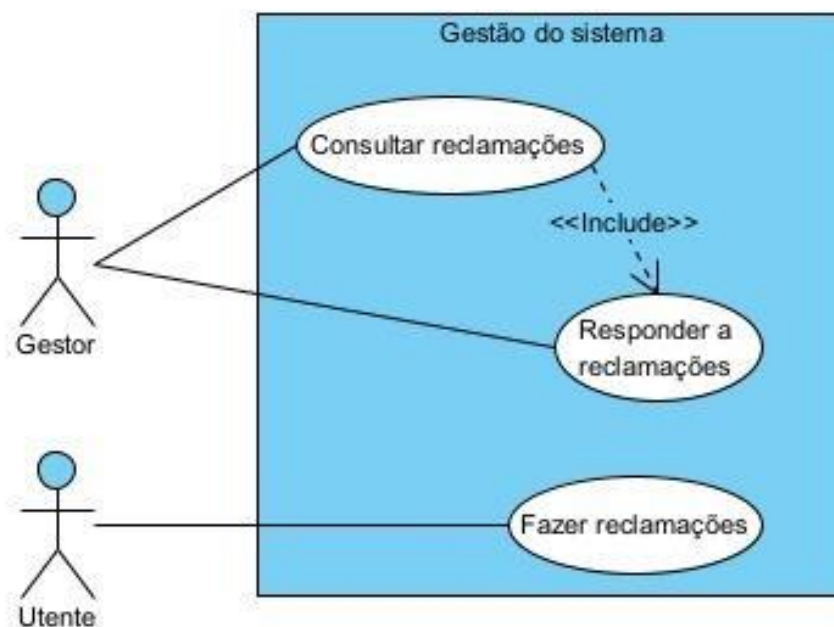 Gestão do sistema
Consultar reclamações
<<Include>>
Responder a
reclamações
Gestor
Fazer reclamações
Utente